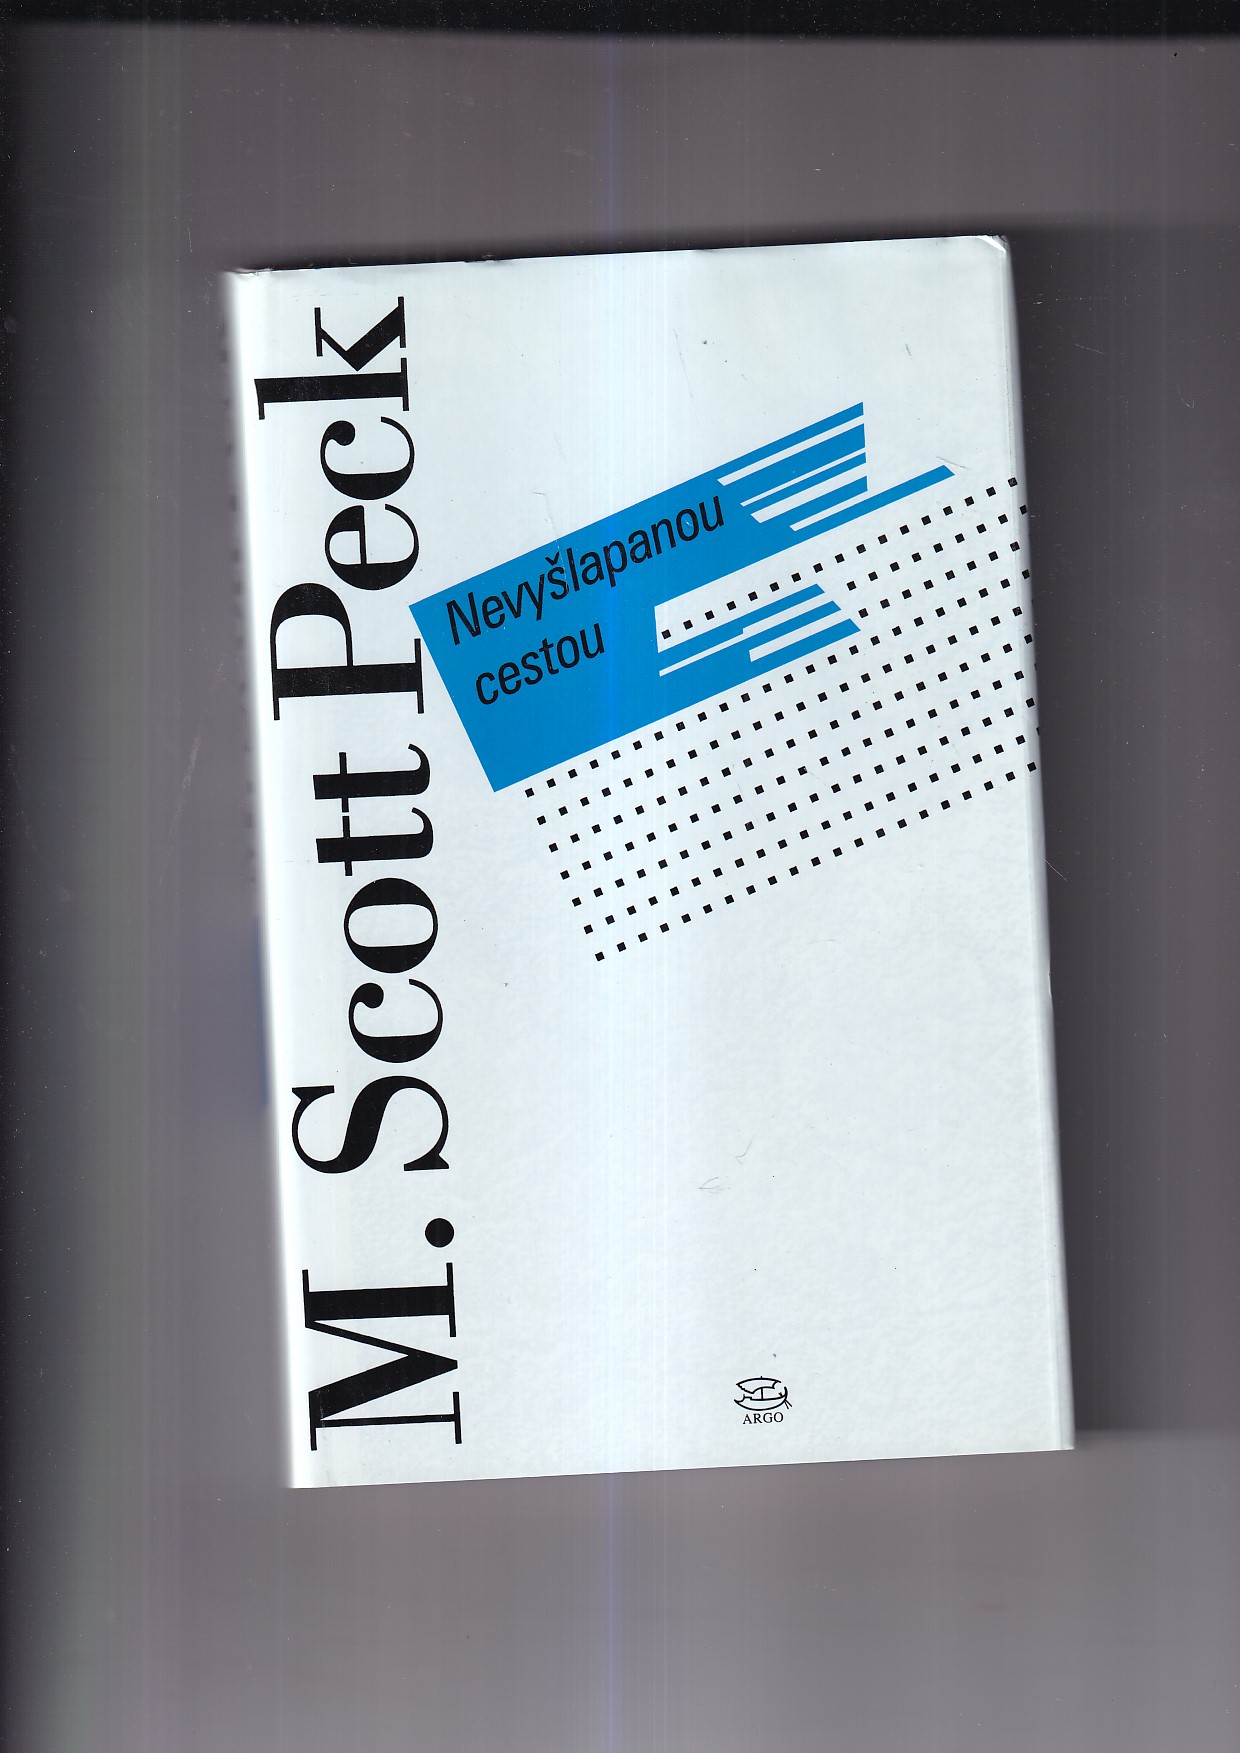 M. Scott Peck
Nevyšlapanou
cestou
ARGO